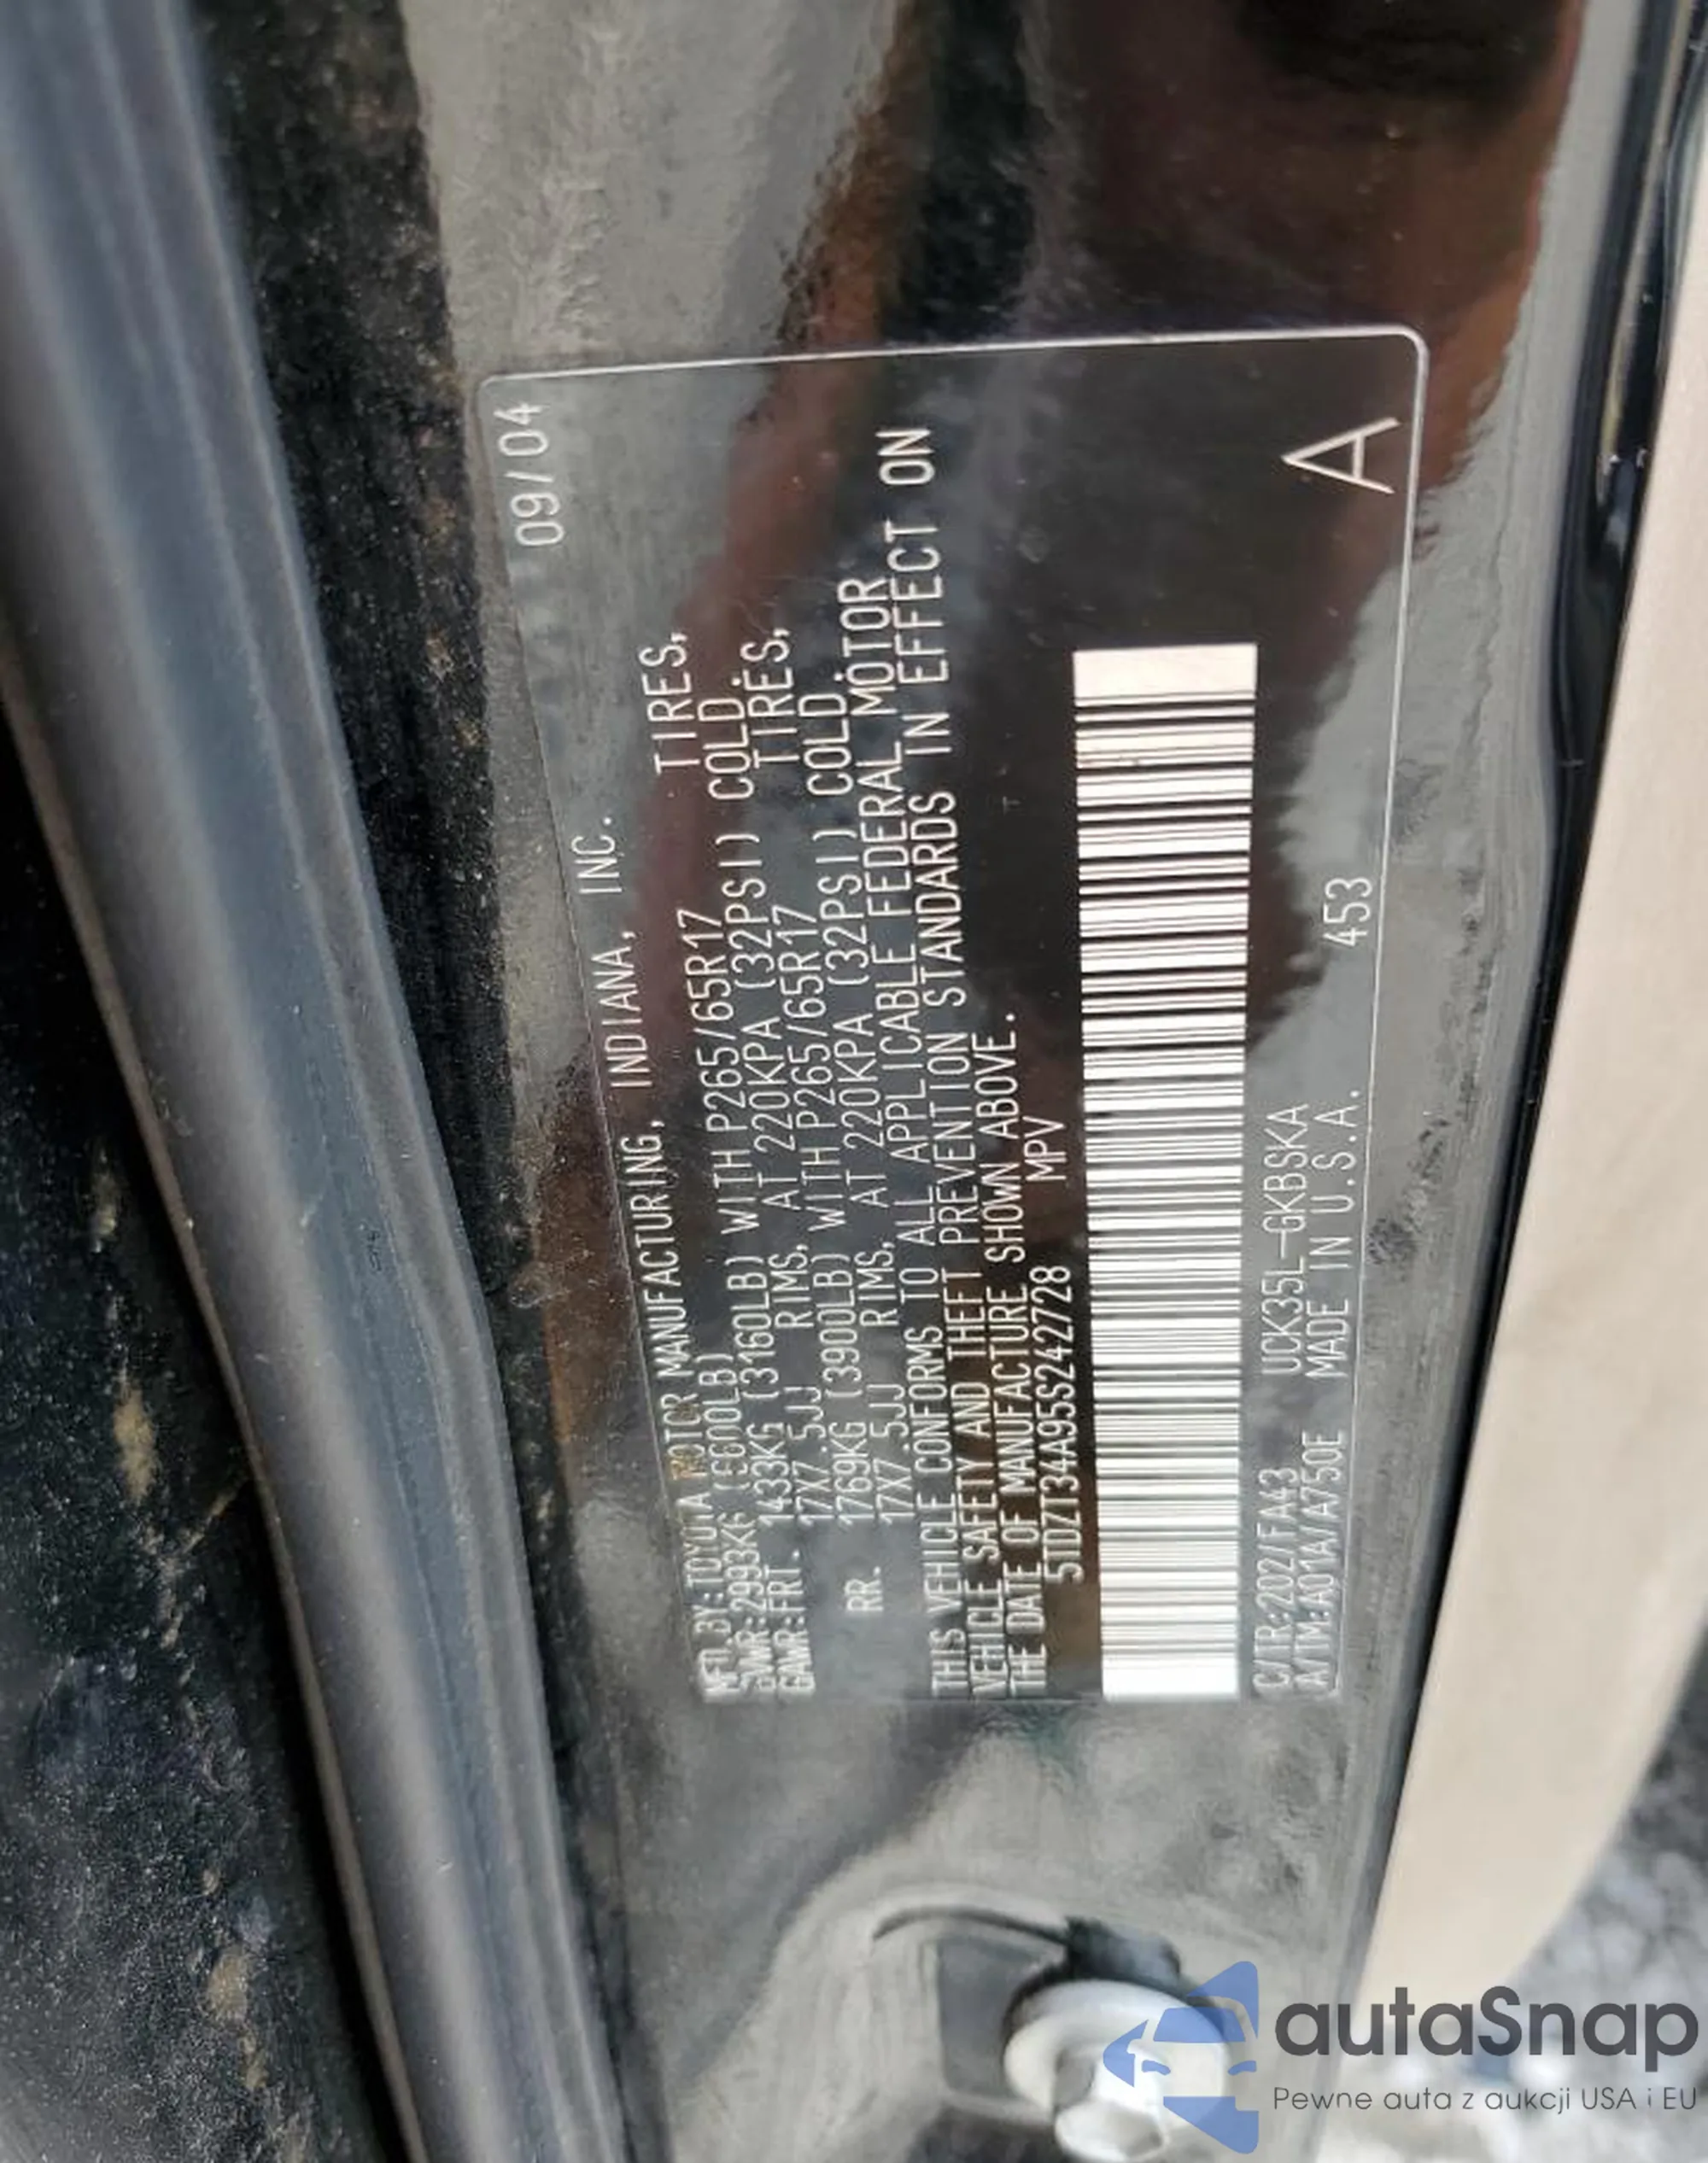 09/04
MFD.BY:TOYOTA MOTOR MANUFACTURING, INDIANA, INC.
GVWR:2993KG (6600LB)
GAWR:FRT. 1433KG (3160LB) WITH P265/65R17 TIRES,
17X7.5JJ RIMS, AT 220KPA (32PSI) COLD.
RR. 1769KG (3900LB) WITH P265/65R17 TIRES,
17X7.5JJ RIMS, AT 220KPA (32PSI) COLD.
THIS VEHICLE CONFORMS TO ALL APPLICABLE FEDERAL MOTOR
VEHICLE SAFETY AND THEFT PREVENTION STANDARDS IN EFFECT ON
THE DATE OF MANUFACTURE SHOWN ABOVE.
5TDZT34A95S242728 MPV
C/TR:202/FA43 UCK35L-GKBSKA
A/TM:A01A/A750E MADE IN U.S.A. 453
A
autaSnap
Pewne auta z aukcji USA i EU